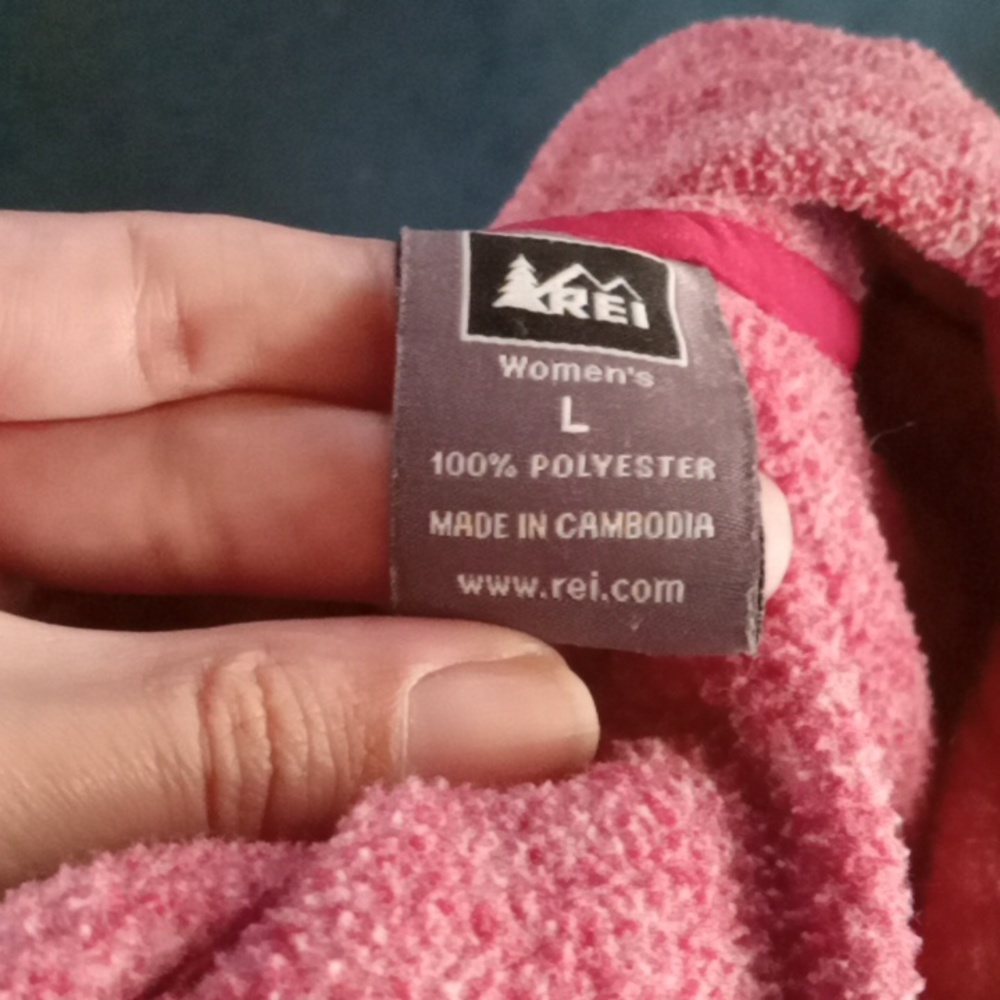 REI
Women's
L
100% POLYESTER
MADE IN CAMBODIA
www.rei.com